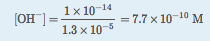 [OH⁻] = 1 × 10⁻¹⁴ / 1.3 × 10⁻⁵ = 7.7 × 10⁻¹⁰ M